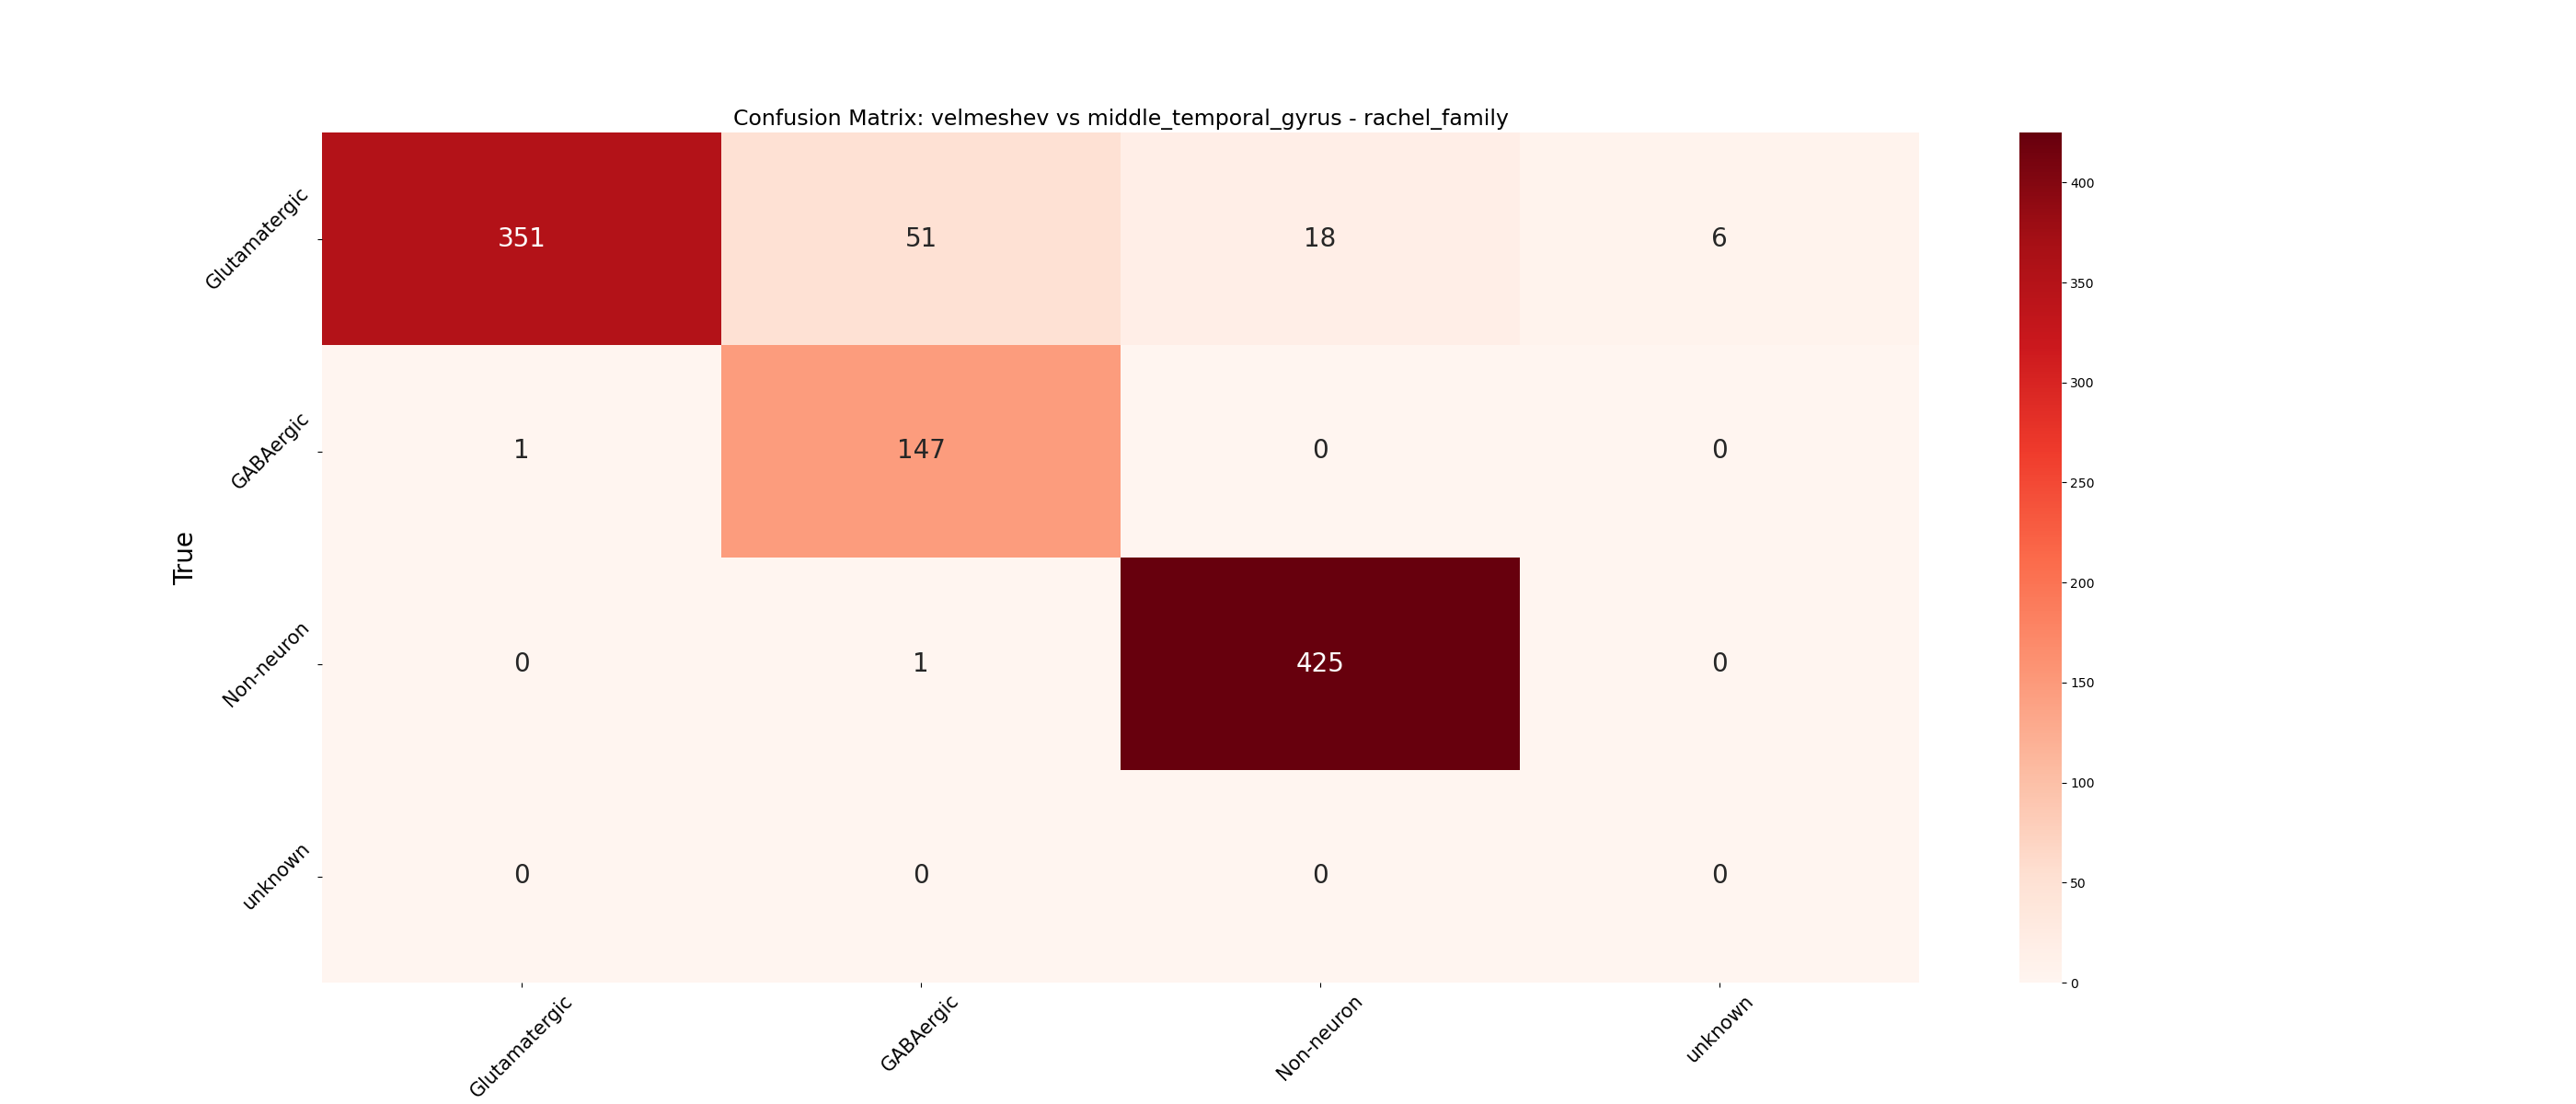 Confusion Matrix: velmeshev vs middle_temporal_gyrus - rachel_family
True
Glutamatergic 351 51 18 6
GABAergic 1 147 0 0
Non-neuron 0 1 425 0
unknown 0 0 0 0
Glutamatergic GABAergic Non-neuron unknown
400
350
300
250
200
150
100
50
0